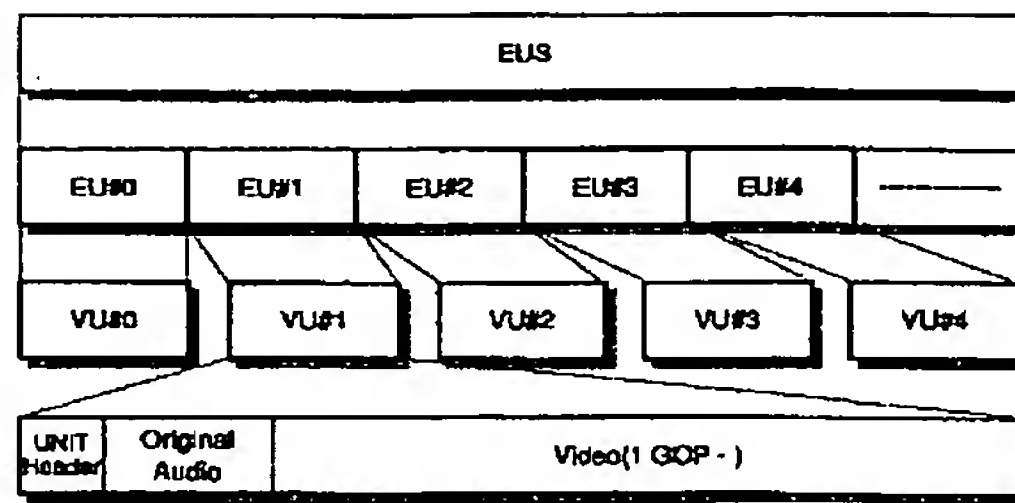 EUS
EU#0 EU#1 EU#2 EU#3 EU#4
VU#0 VU#1 VU#2 VU#3 VU#4
UNIT Header
Original Audio
Video(1 GOP - )